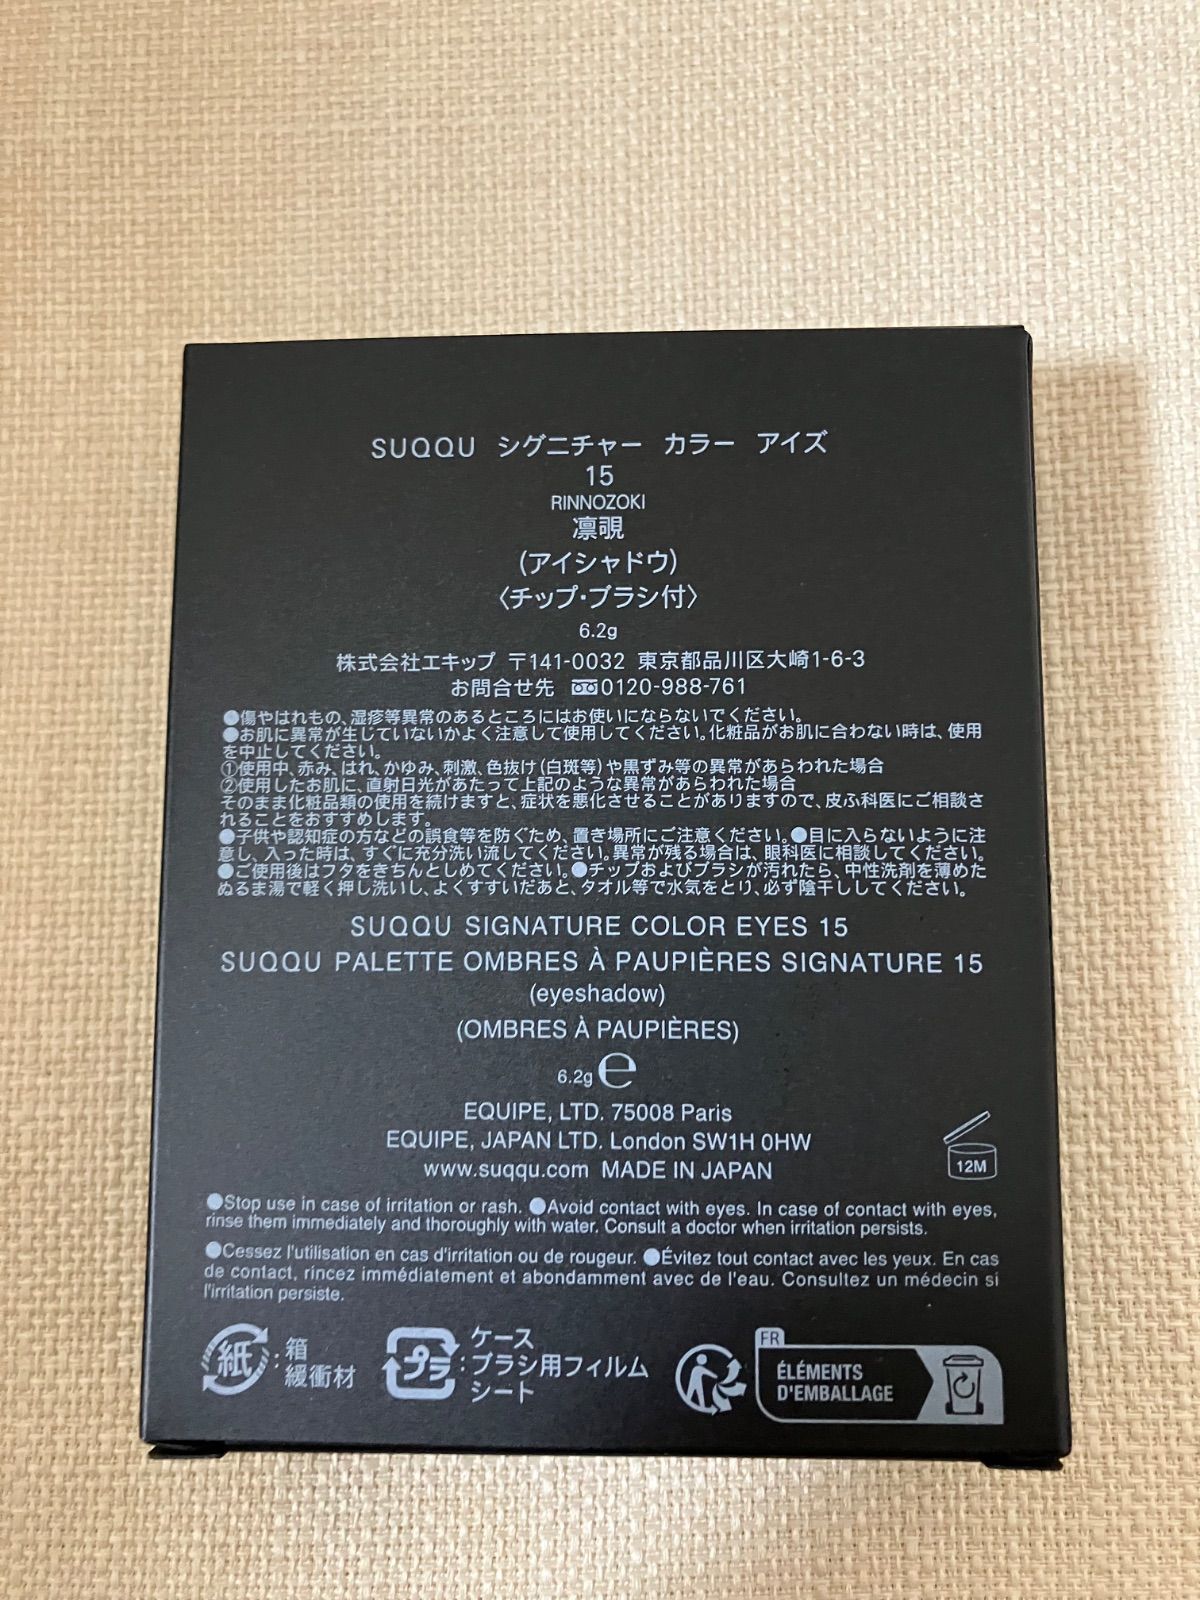 SUQQU シグニチャー カラー アイズ
15
RINNOZOKI
凛覗
(アイシャドウ)
〈チップ・ブラシ付〉
6.2g
株式会社エキップ 〒141-0032 東京都品川区大崎1-6-3
お問合せ先 0120-988-761
●傷やはれもの、湿疹等異常のあるところにはお使いにならないでください。
●お肌に異常が生じていないかよく注意して使用してください。化粧品がお肌に合わない時は、使用
を中止してください。
①使用中、赤み、はれ、かゆみ、刺激、色抜け(白斑等)や黒ずみ等の異常があらわれた場合
②使用したお肌に、直射日光があたって上記のような異常があらわれた場合
そのまま化粧品類の使用を続けますと、症状を悪化させることがありますので、皮ふ科医にご相談さ
れることをおすすめします。
●子供や認知症の方などの誤食等を防ぐため、置き場所にご注意ください。●目に入らないように注
意し、入った時は、すぐに充分洗い流してください。異常が残る場合は、眼科医に相談してください。
●ご使用後はフタをきちんとしめてください。●チップおよびブラシが汚れたら、中性洗剤を薄めた
ぬるま湯で軽く押し洗いし、よくすすいだあと、タオル等で水気をとり、必ず陰干ししてください。
SUQQU SIGNATURE COLOR EYES 15
SUQQU PALETTE OMBRES À PAUPIÈRES SIGNATURE 15
(eyeshadow)
(OMBRES À PAUPIÈRES)
6.2g ℮
EQUIPE, LTD. 75008 Paris
EQUIPE, JAPAN LTD. London SW1H 0HW
www.suqqu.com MADE IN JAPAN
12M
●Stop use in case of irritation or rash. ●Avoid contact with eyes. In case of contact with eyes,
rinse them immediately and thoroughly with water. Consult a doctor when irritation persists.
●Cessez l'utilisation en cas d'irritation ou de rougeur. ●Évitez tout contact avec les yeux. En cas
de contact, rincez immédiatement et abondamment avec de l'eau. Consultez un médecin si
l'irritation persiste.
紙:箱
緩衝材
プラ:ケース
ブラシ用フィルム
シート
FR
ÉLÉMENTS
D'EMBALLAGE